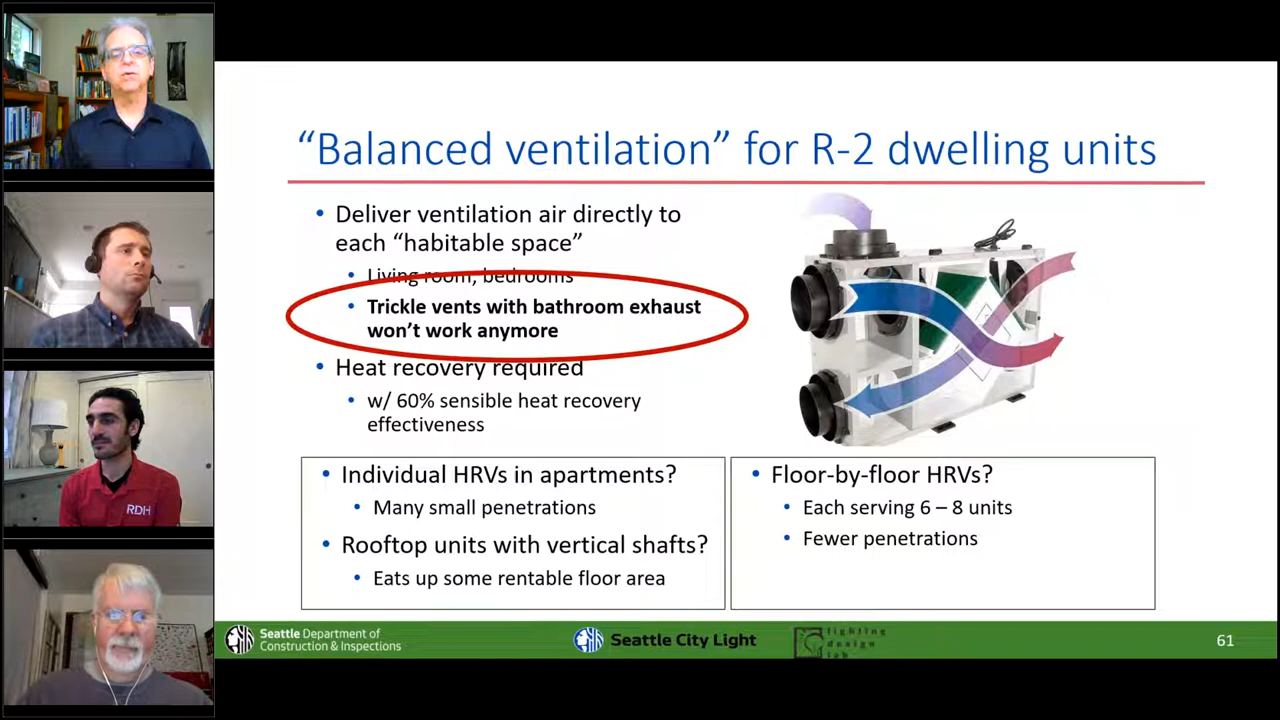 "Balanced ventilation" for R-2 dwelling units
• Deliver ventilation air directly to
each "habitable space"
• Living room, bedrooms
• Trickle vents with bathroom exhaust
won't work anymore
• Heat recovery required
• w/ 60% sensible heat recovery
effectiveness
• Individual HRVs in apartments?
• Many small penetrations
• Rooftop units with vertical shafts?
• Eats up some rentable floor area
• Floor-by-floor HRVs?
• Each serving 6 – 8 units
• Fewer penetrations
RDH
Seattle Department of
Construction & Inspections
Seattle City Light
lighting
design
lab
61